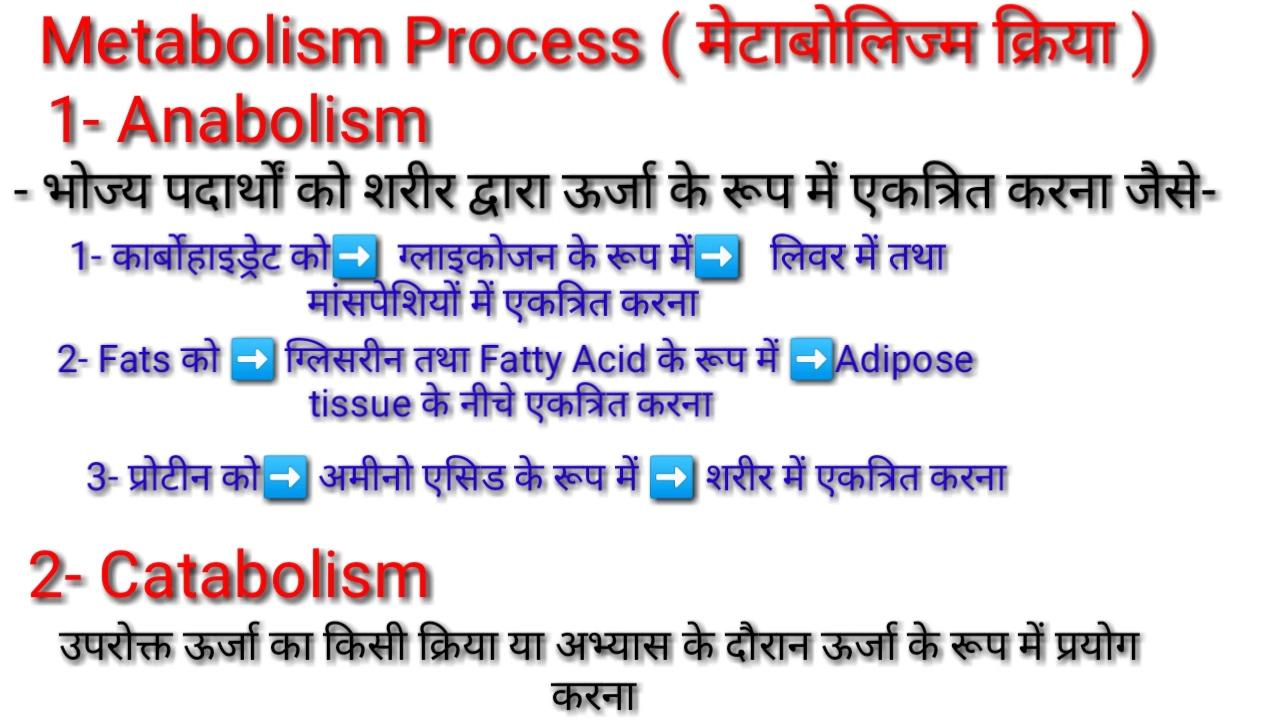 Metabolism Process ( मेटाबोलिज्म क्रिया )
1- Anabolism
- भोज्य पदार्थों को शरीर द्वारा ऊर्जा के रूप में एकत्रित करना जैसे-
1- कार्बोहाइड्रेट को➡ ग्लाइकोजन के रूप में➡ लिवर में तथा
मांसपेशियों में एकत्रित करना
2- Fats को ➡ ग्लिसरीन तथा Fatty Acid के रूप में ➡Adipose
tissue के नीचे एकत्रित करना
3- प्रोटीन को➡ अमीनो एसिड के रूप में ➡ शरीर में एकत्रित करना
2- Catabolism
उपरोक्त ऊर्जा का किसी क्रिया या अभ्यास के दौरान ऊर्जा के रूप में प्रयोग
करना